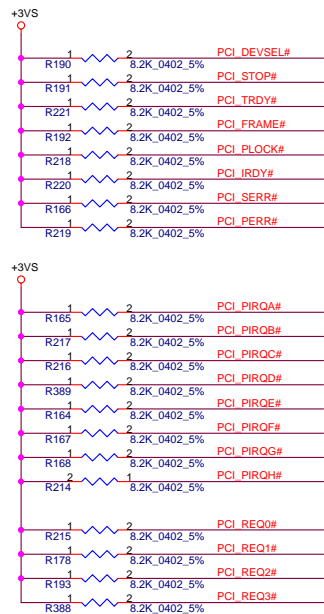 +3VS
1 2 PCI_DEVSEL#
R190 8.2K_0402_5%
1 2 PCI_STOP#
R191 8.2K_0402_5%
1 2 PCI_TRDY#
R221 8.2K_0402_5%
1 2 PCI_FRAME#
R192 8.2K_0402_5%
1 2 PCI_PLOCK#
R218 8.2K_0402_5%
1 2 PCI_IRDY#
R220 8.2K_0402_5%
1 2 PCI_SERR#
R166 8.2K_0402_5%
1 2 PCI_PERR#
R219 8.2K_0402_5%
+3VS
1 2 PCI_PIRQA#
R165 8.2K_0402_5%
1 2 PCI_PIRQB#
R217 8.2K_0402_5%
1 2 PCI_PIRQC#
R216 8.2K_0402_5%
1 2 PCI_PIRQD#
R389 8.2K_0402_5%
1 2 PCI_PIRQE#
R164 8.2K_0402_5%
1 2 PCI_PIRQF#
R167 8.2K_0402_5%
1 2 PCI_PIRQG#
R168 8.2K_0402_5%
2 1 PCI_PIRQH#
R214 8.2K_0402_5%
1 2 PCI_REQ0#
R215 8.2K_0402_5%
1 2 PCI_REQ1#
R178 8.2K_0402_5%
1 2 PCI_REQ2#
R193 8.2K_0402_5%
1 2 PCI_REQ3#
R388 8.2K_0402_5%